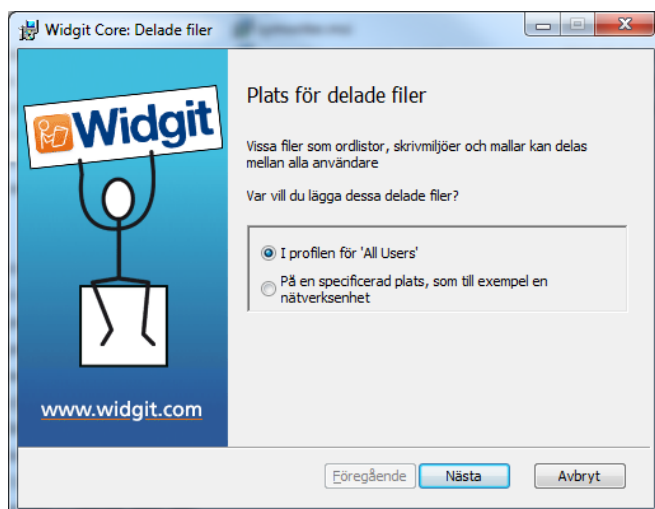 Widgit Core: Delade filer
Widgit
Plats för delade filer
Vissa filer som ordlistor, skrivmiljöer och mallar kan delas
mellan alla användare
Var vill du lägga dessa delade filer?
I profilen för 'All Users'
På en specificerad plats, som till exempel en
nätverksenhet
www.widgit.com
Föregående
Nästa
Avbryt